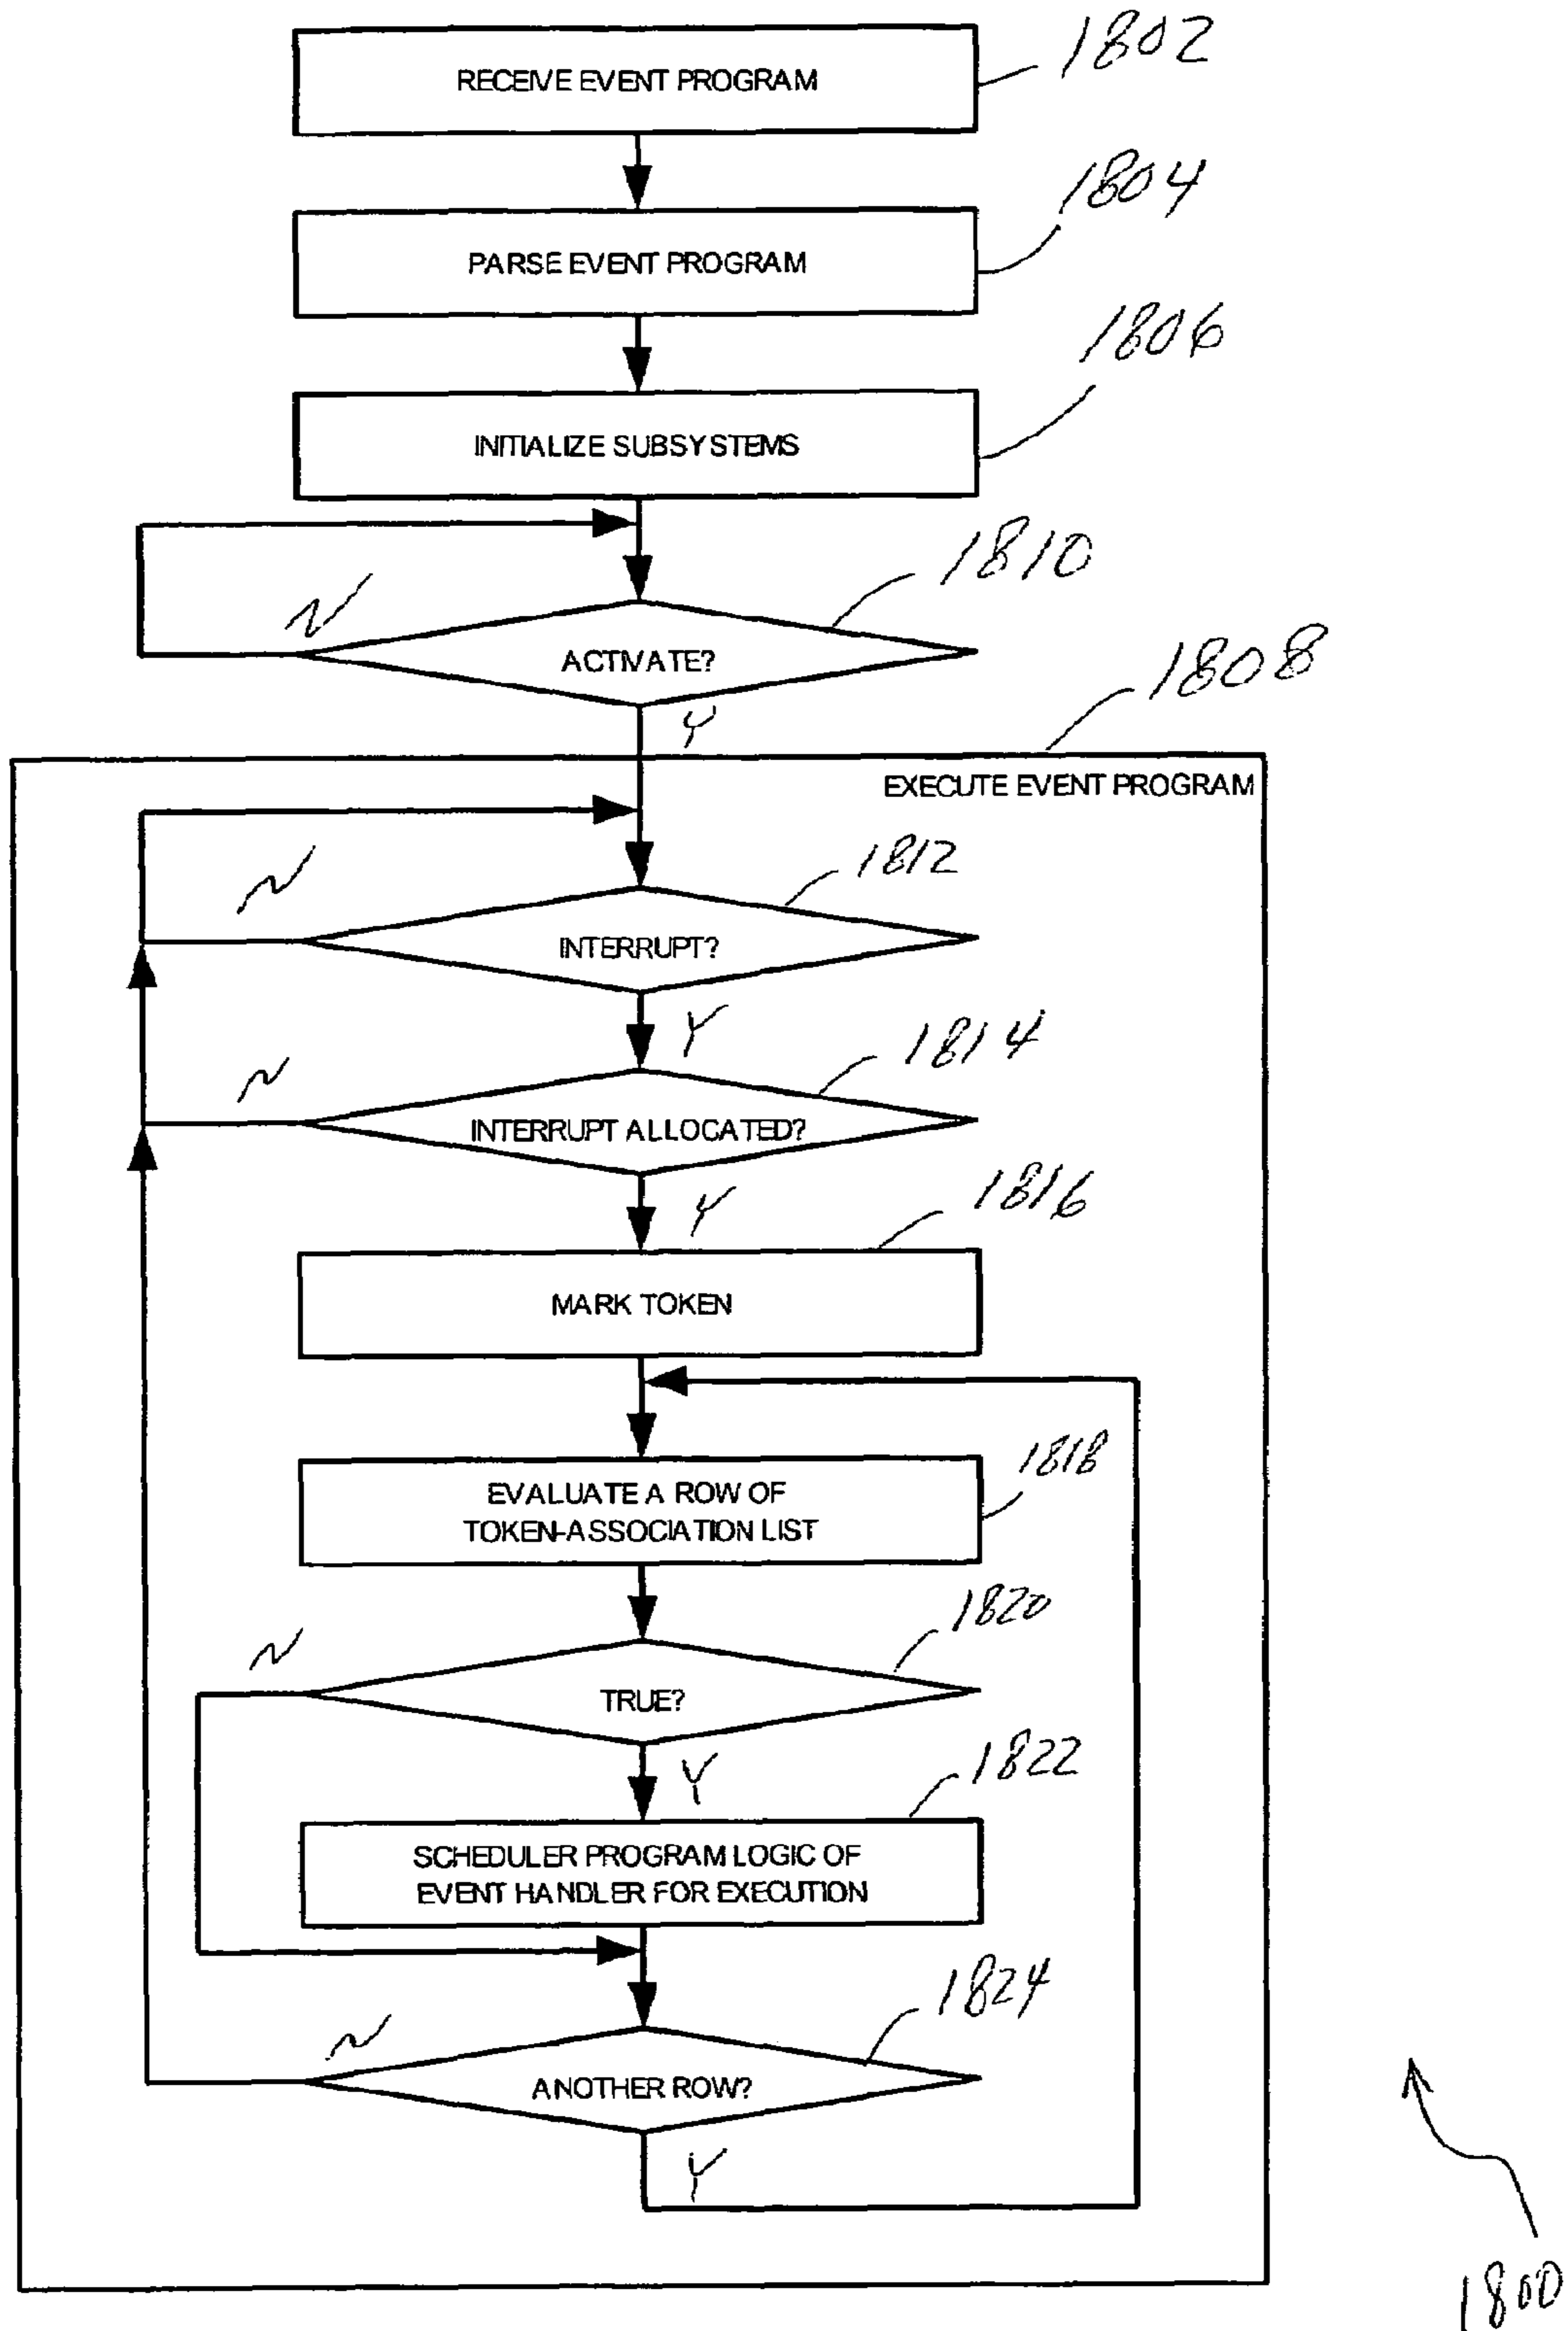 1802
RECEIVE EVENT PROGRAM
1804
PARSE EVENT PROGRAM
1806
INITIALIZE SUBSYSTEMS
1810
N
ACTIVATE?
1808
Y
EXECUTE EVENT PROGRAM
1812
N
INTERRUPT?
Y
1814
N
INTERRUPT ALLOCATED?
Y
1816
MARK TOKEN
1818
EVALUATE A ROW OF
TOKEN-ASSOCIATION LIST
1820
N
TRUE?
Y
1822
SCHEDULER PROGRAM LOGIC OF
EVENT HANDLER FOR EXECUTION
1824
N
ANOTHER ROW?
Y
1800